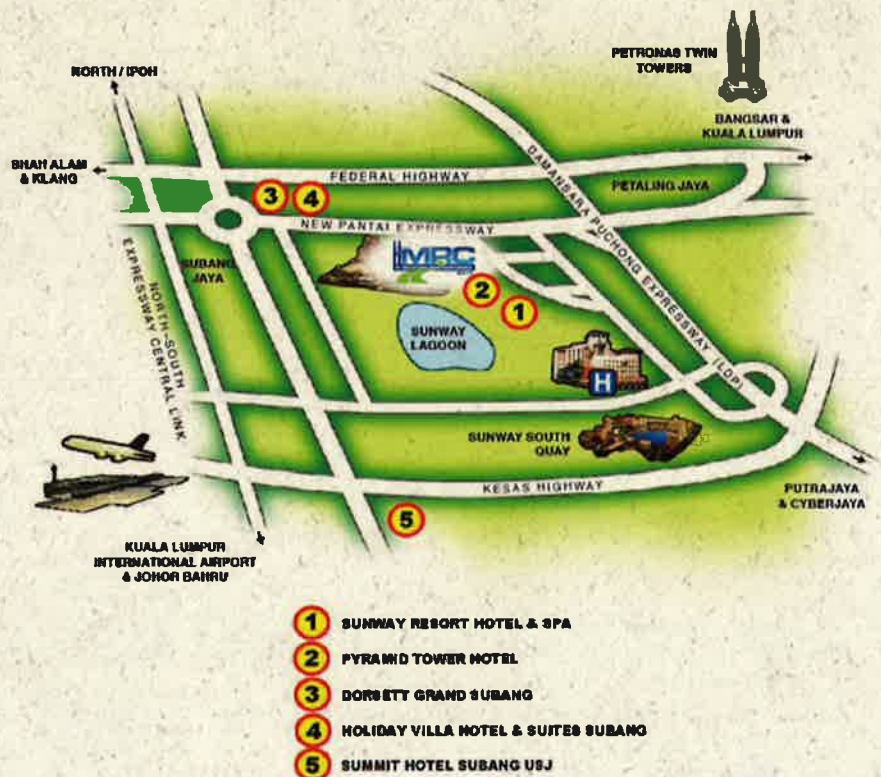 PETRONAS TWIN
TOWERS
NORTH / IPOH
BANGSAR &
KUALA LUMPUR
SHAH ALAM
& KLANG
FEDERAL HIGHWAY
DAMANSARA PUCHONG EXPRESSWAY (LDP)
PETALING JAYA
3
4
NEW PANTAI EXPRESSWAY
SUBANG
JAYA
MRC
2
1
NORTH-SOUTH
EXPRESSWAY CENTRAL LINK
SUNWAY
LAGOON
H
SUNWAY SOUTH
QUAY
KESAS HIGHWAY
PUTRAJAYA
& CYBERJAYA
5
KUALA LUMPUR
INTERNATIONAL AIRPORT
& JOHOR BAHRU
1 SUNWAY RESORT HOTEL & SPA
2 PYRAMID TOWER HOTEL
3 DORSETT GRAND SUBANG
4 HOLIDAY VILLA HOTEL & SUITES SUBANG
5 SUMMIT HOTEL SUBANG USJ